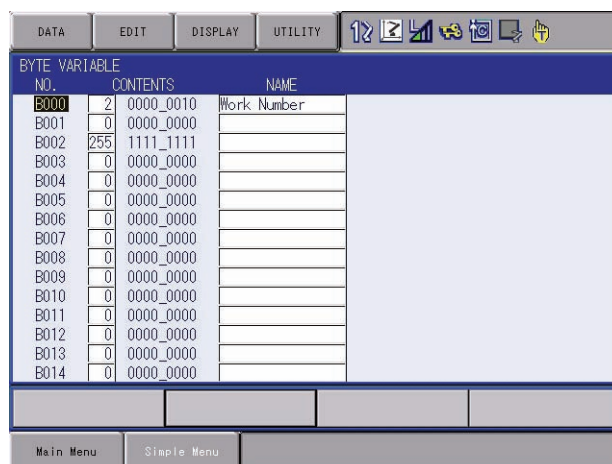 DATA EDIT DISPLAY UTILITY
BYTE VARIABLE
NO. CONTENTS NAME
B000 2 0000_0010 Work Number
B001 0 0000_0000
B002 255 1111_1111
B003 0 0000_0000
B004 0 0000_0000
B005 0 0000_0000
B006 0 0000_0000
B007 0 0000_0000
B008 0 0000_0000
B009 0 0000_0000
B010 0 0000_0000
B011 0 0000_0000
B012 0 0000_0000
B013 0 0000_0000
B014 0 0000_0000
Main Menu Simple Menu